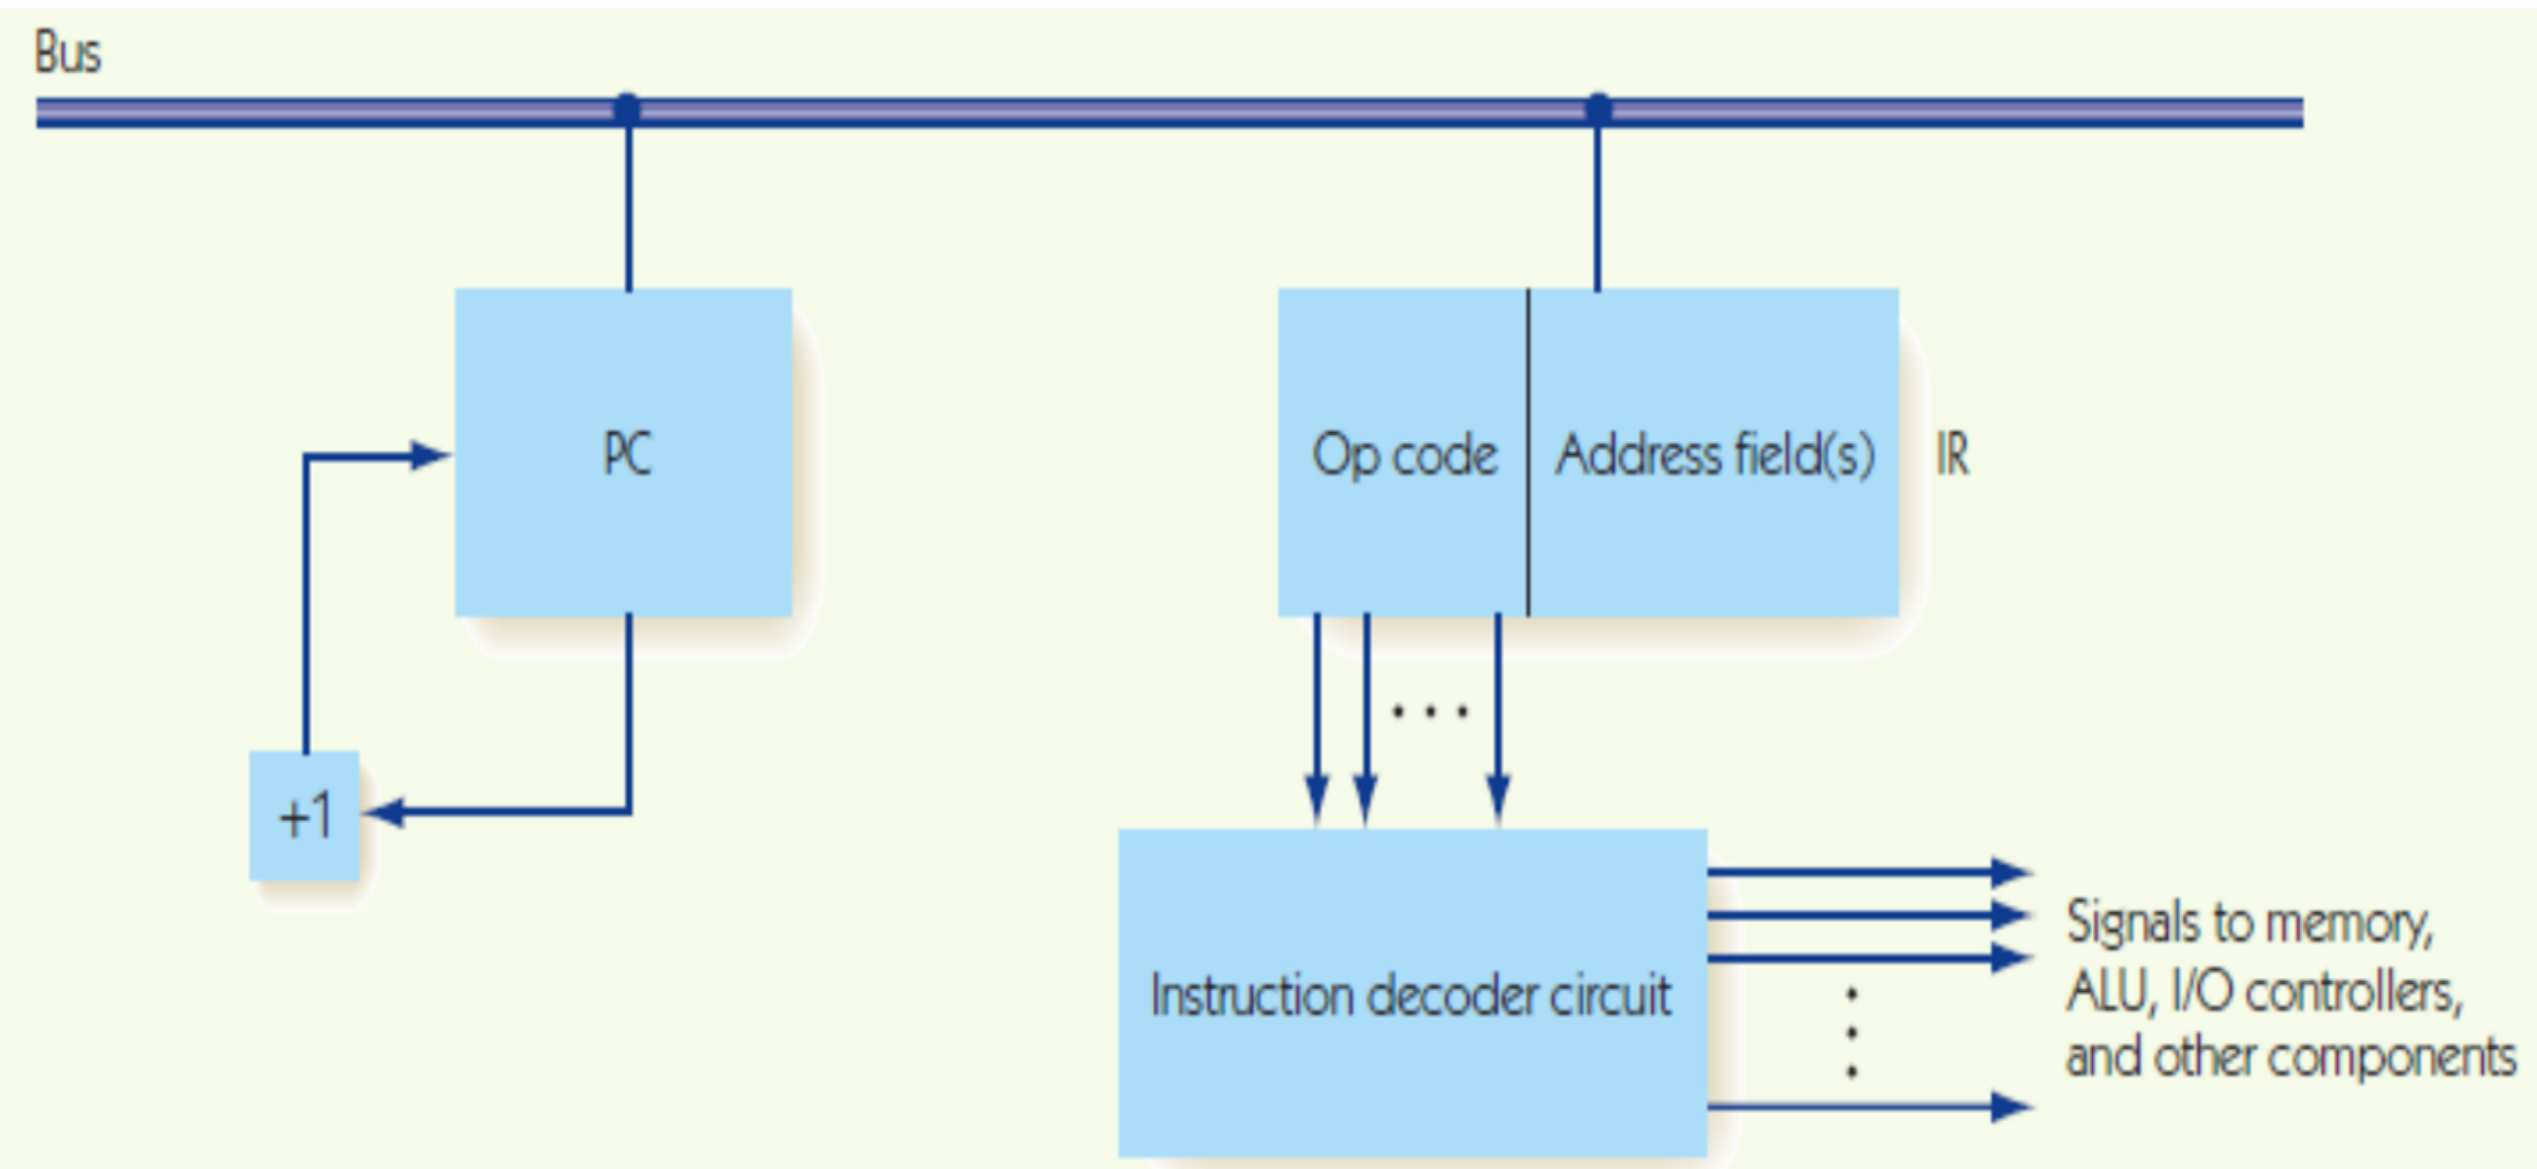 Bus
PC
Op code
Address field(s)
IR
+1
Instruction decoder circuit
Signals to memory,
ALU, I/O controllers,
and other components